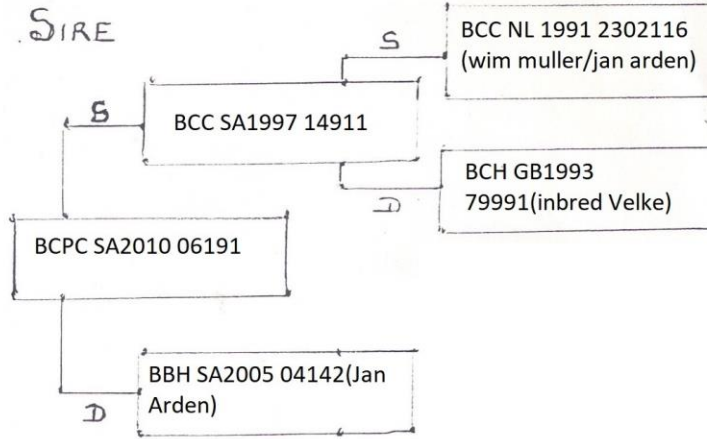 SIRE
S
BCC NL 1991 2302116
(wim muller/jan arden)
S
BCC SA1997 14911
D
BCH GB1993
79991(inbred Velke)
BCPC SA2010 06191
D
BBH SA2005 04142(Jan
Arden)